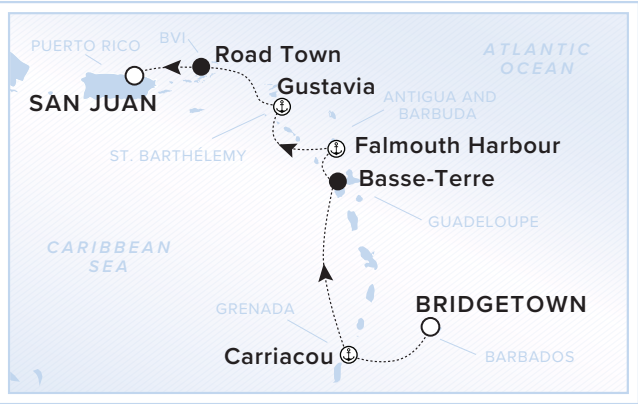 PUERTO RICO
BVI
Road Town
ATLANTIC
OCEAN
SAN JUAN
Gustavia
ANTIGUA AND
BARBUDA
ST. BARTHÉLEMY
Falmouth Harbour
Basse-Terre
GUADELOUPE
CARIBBEAN
SEA
GRENADA
BRIDGETOWN
Carriacou
BARBADOS